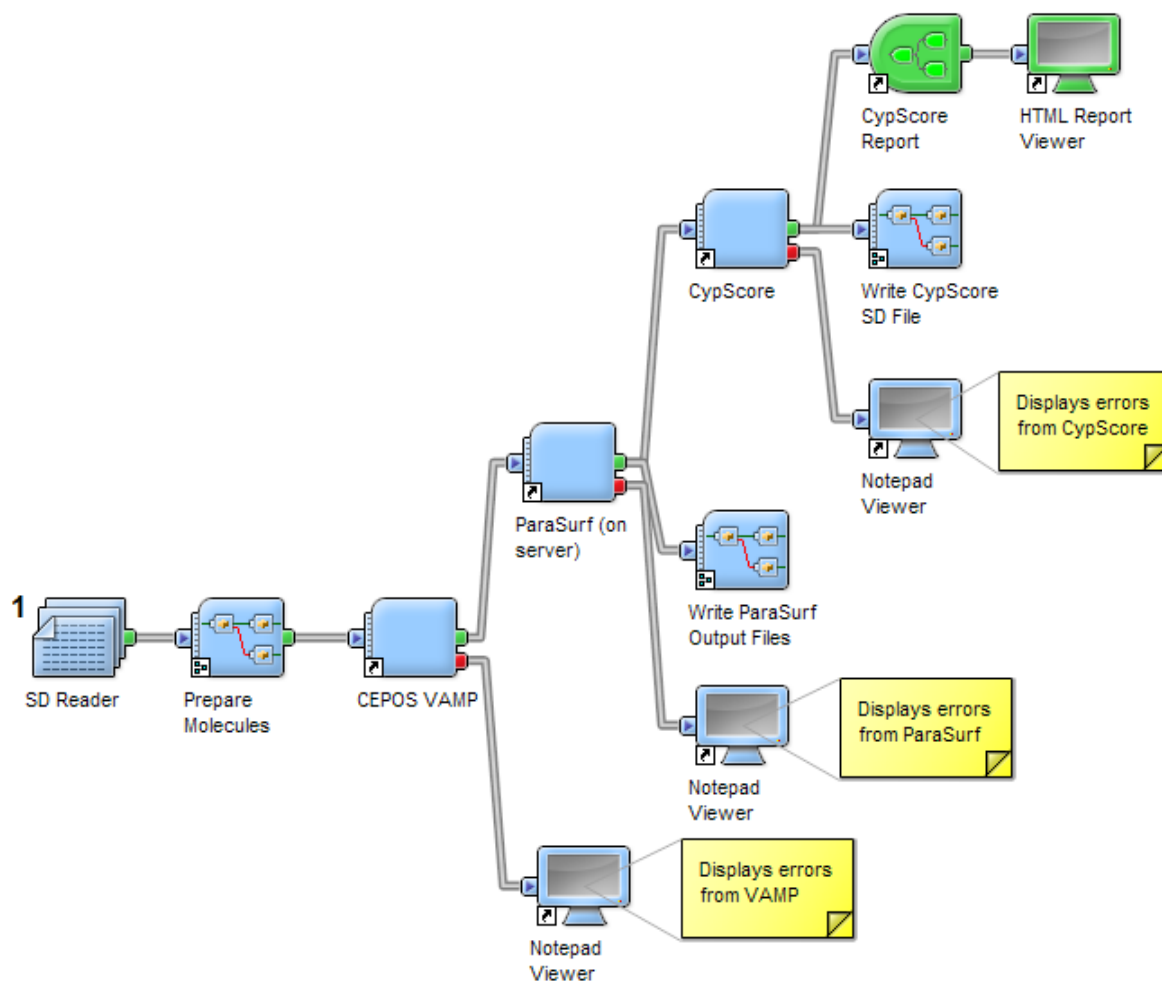 CypScore
Report
HTML Report
Viewer
CypScore
Write CypScore
SD File
Displays errors
from CypScore
Notepad
Viewer
ParaSurf (on
server)
Write ParaSurf
Output Files
1
SD Reader
Prepare
Molecules
CEPOS VAMP
Displays errors
from ParaSurf
Notepad
Viewer
Displays errors
from VAMP
Notepad
Viewer